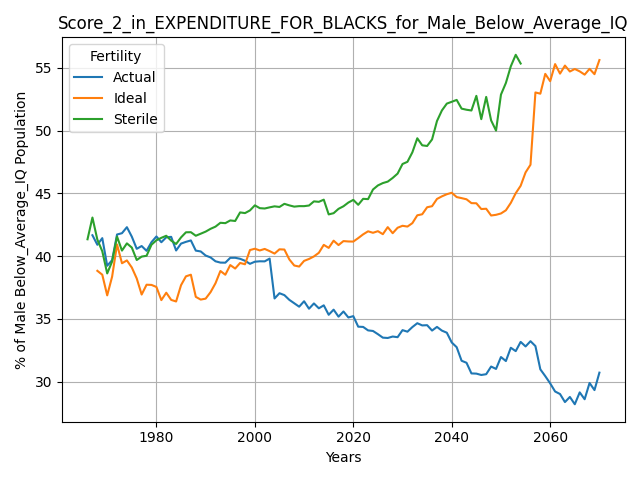 Score_2_in_EXPENDITURE_FOR_BLACKS_for_Male_Below_Average_IQ
Fertility
Actual
Ideal
Sterile
55
50
45
40
35
30
% of Male Below_Average_IQ Population
1980
2000
2020
2040
2060
Years